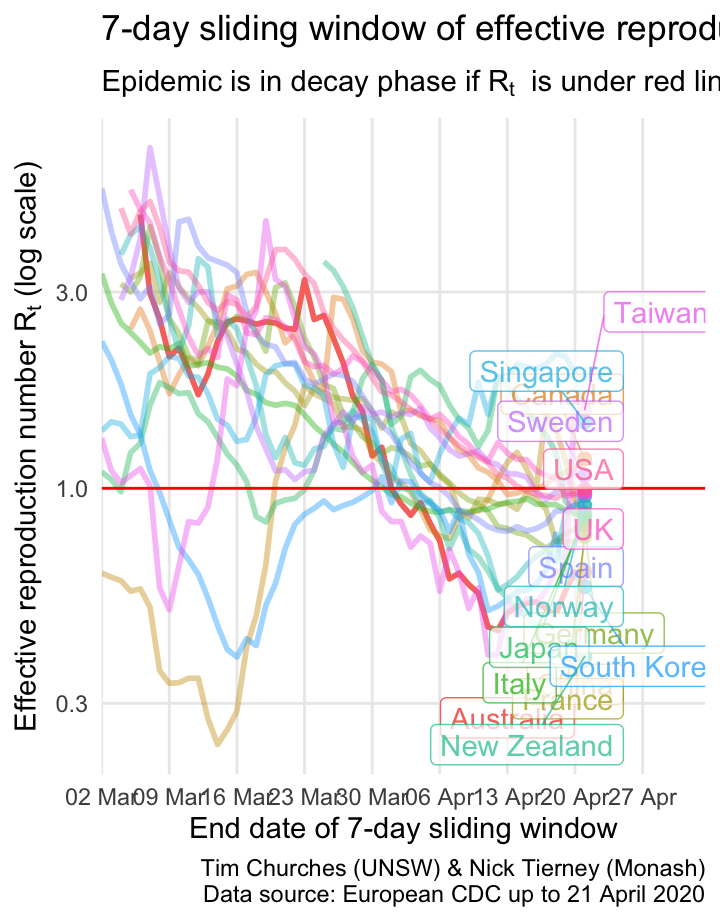 7-day sliding window of effective reprodu
Epidemic is in decay phase if Rt is under red lin
Effective reproduction number Rt (log scale)
3.0
1.0
0.3
Taiwan
Singapore
Canada
Sweden
USA
UK
Spain
Norway
Germany
Japan
South Kore
Italy
France
Australia
New Zealand
02 Mar 09 Mar 16 Mar 23 Mar 30 Mar 06 Apr 13 Apr 20 Apr 27 Apr
End date of 7-day sliding window
Tim Churches (UNSW) & Nick Tierney (Monash)
Data source: European CDC up to 21 April 2020